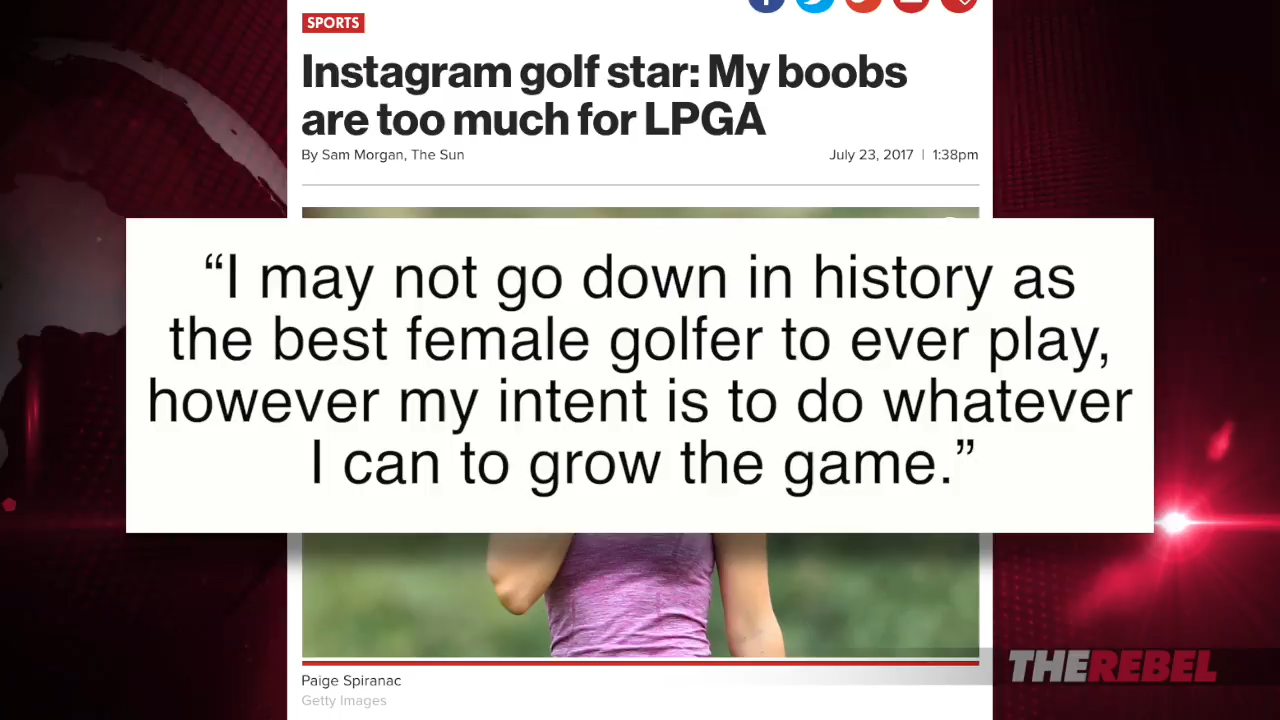 SPORTS
Instagram golf star: My boobs
are too much for LPGA
By Sam Morgan, The Sun
July 23, 2017 | 1:38pm
“I may not go down in history as
the best female golfer to ever play,
however my intent is to do whatever
I can to grow the game.”
THEREBEL
Paige Spiranac
Getty Images